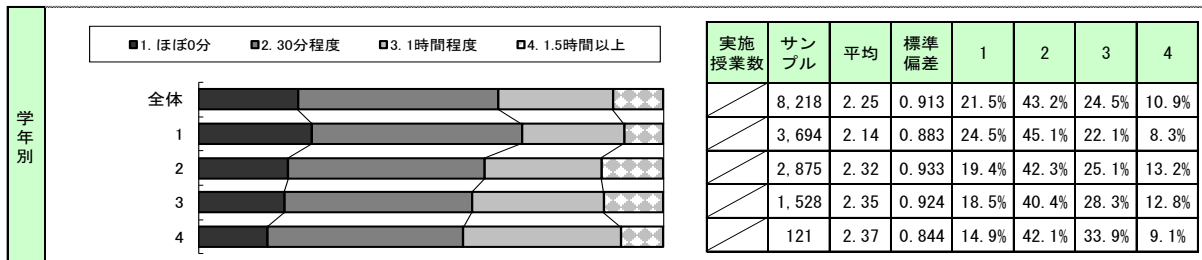 学年別
■1. ほぼ0分 ■2. 30分程度 ■3. 1時間程度 □4. 1.5時間以上
全体
1
2
3
4
実施授業数 サンプル 平均 標準偏差 1 2 3 4
8,218 2.25 0.913 21.5% 43.2% 24.5% 10.9%
3,694 2.14 0.883 24.5% 45.1% 22.1% 8.3%
2,875 2.32 0.933 19.4% 42.3% 25.1% 13.2%
1,528 2.35 0.924 18.5% 40.4% 28.3% 12.8%
121 2.37 0.844 14.9% 42.1% 33.9% 9.1%